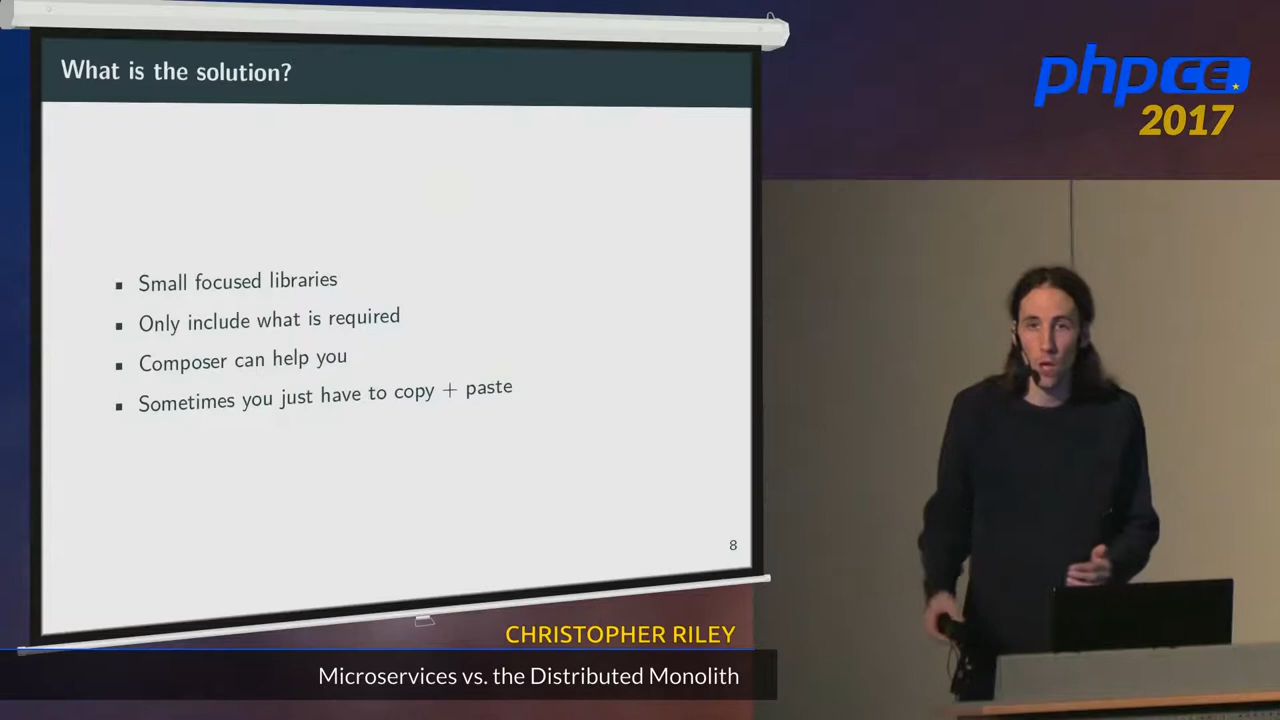 What is the solution?
Small focused libraries
Only include what is required
Composer can help you
Sometimes you just have to copy + paste
8
phpCE
2017
CHRISTOPHER RILEY
Microservices vs. the Distributed Monolith